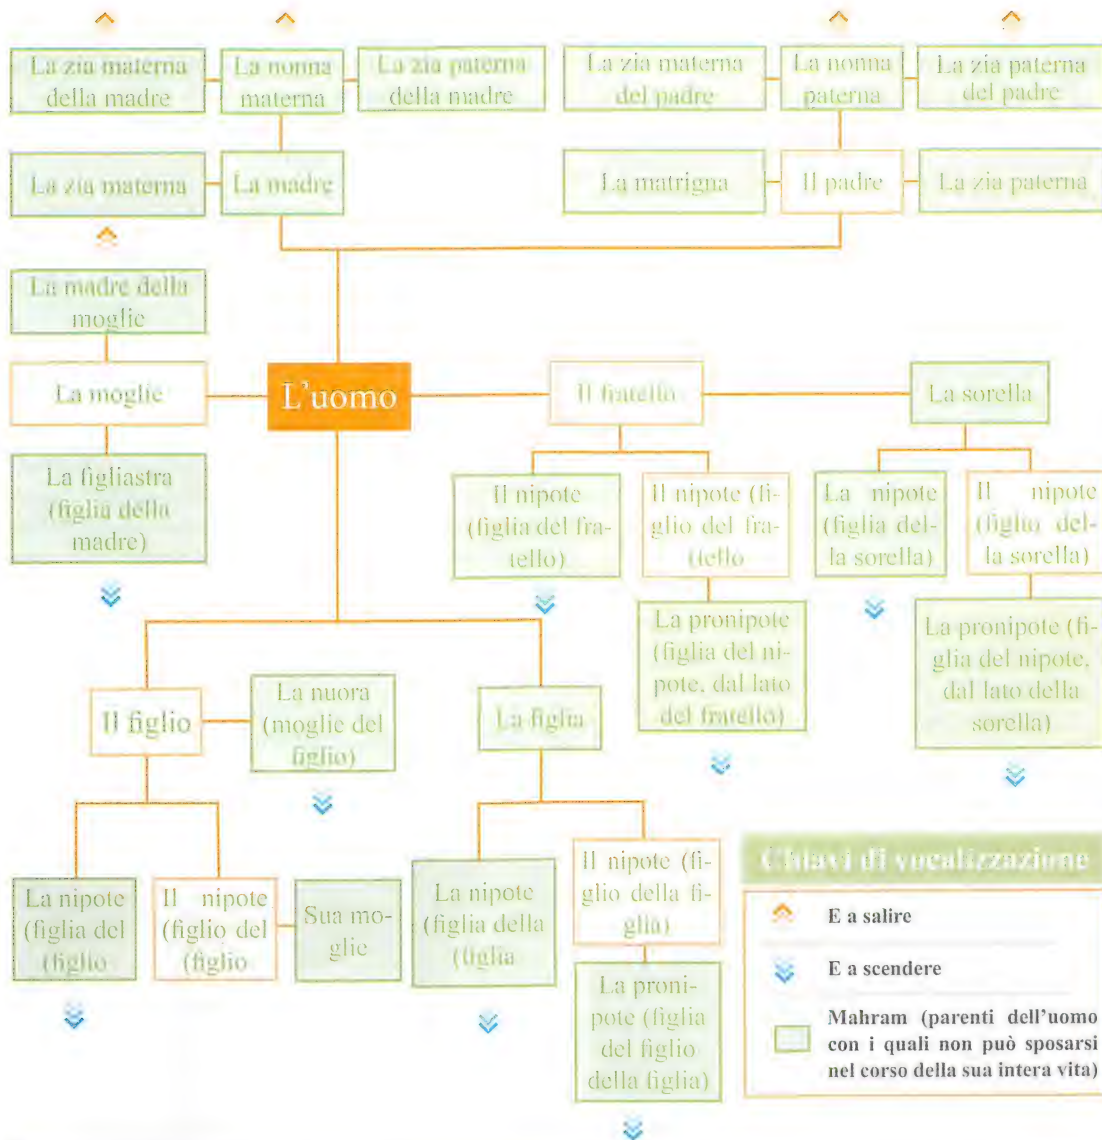 La zia materna
della madre
La nonna
materna
La zia paterna
della madre
La zia materna
del padre
La nonna
paterna
La zia paterna
del padre
La zia materna
La madre
La matrigna
Il padre
La zia paterna
La madre della
moglie
La moglie
L'uomo
Il fratello
La sorella
La figliastra
(figlia della
madre)
Il nipote
(figlia del fra-
tello)
Il nipote (fi-
glio del fra-
(tello
La nipote
(figlia del-
la sorella)
Il nipote
(figlio del-
la sorella)
La pronipote
(figlia del ni-
pote, dal lato
del fratello)
La pronipote (fi-
glia del nipote,
dal lato della
sorella)
Il figlio
La nuora
(moglie del
figlio)
La figlia
La nipote
(figlia del
(figlio
Il nipote
(figlio del
(figlio
Sua mo-
glie
La nipote
(figlia della
(figlia
Il nipote (fi-
glio della fi-
glia)
La proni-
pote (figlia
del figlio
della figlia)
Chiavi di vocalizzazione
E a salire
E a scendere
Mahram (parenti dell'uomo
con i quali non può sposarsi
nel corso della sua intera vita)